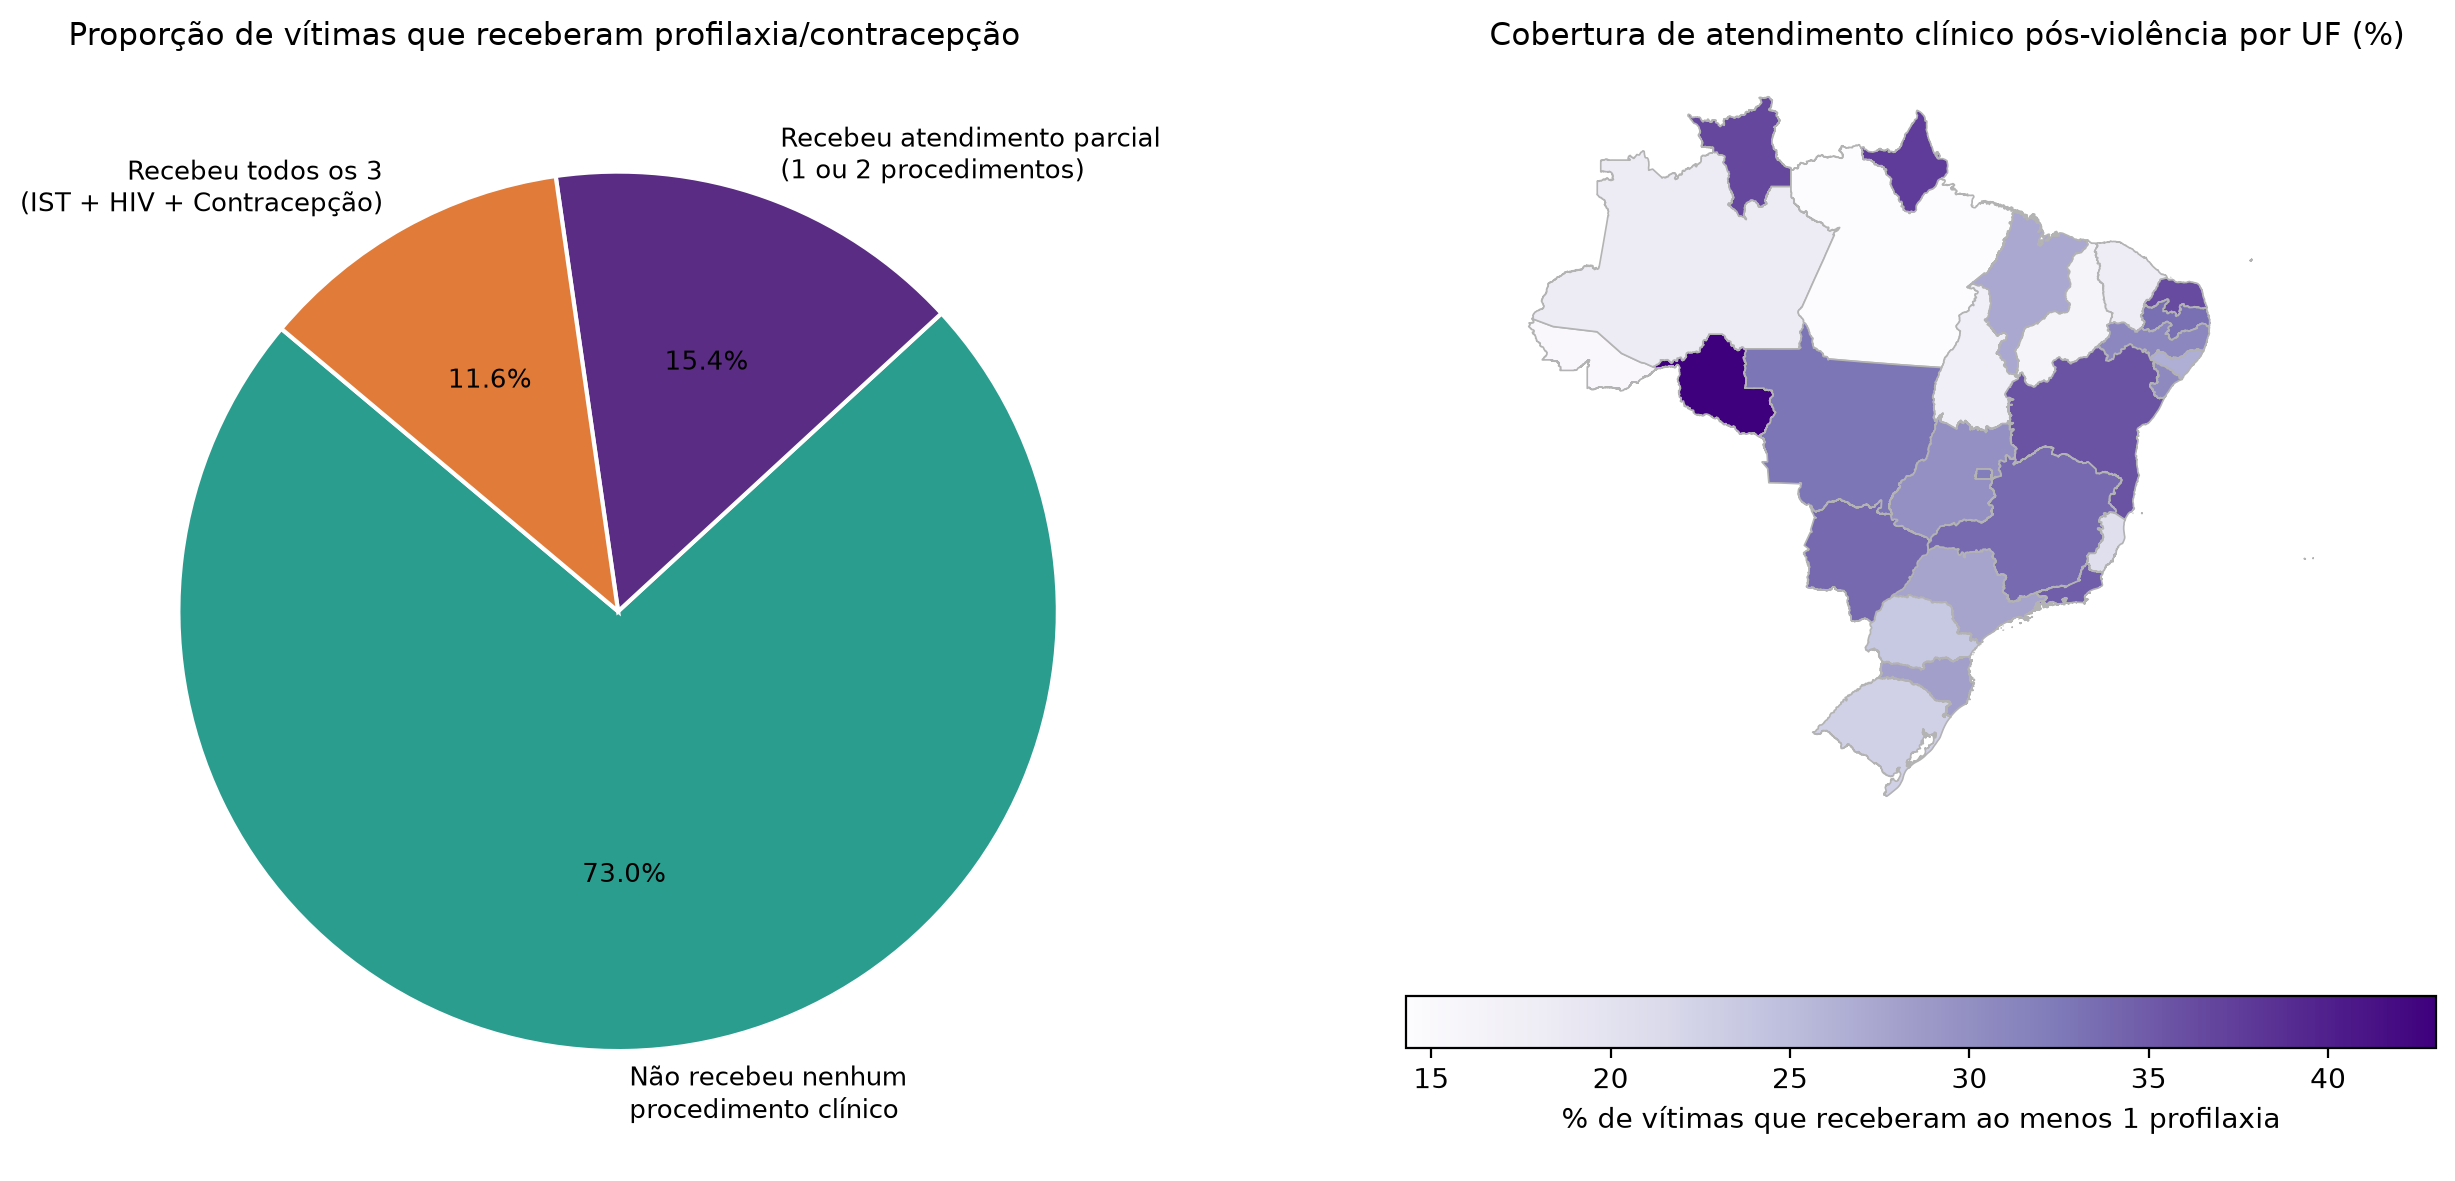 Proporção de vítimas que receberam profilaxia/contracepção
Recebeu atendimento parcial
(1 ou 2 procedimentos)
Recebeu todos os 3
(IST + HIV + Contracepção)
15.4%
11.6%
73.0%
Não recebeu nenhum
procedimento clínico
Cobertura de atendimento clínico pós-violência por UF (%)
15 20 25 30 35 40
% de vítimas que receberam ao menos 1 profilaxia